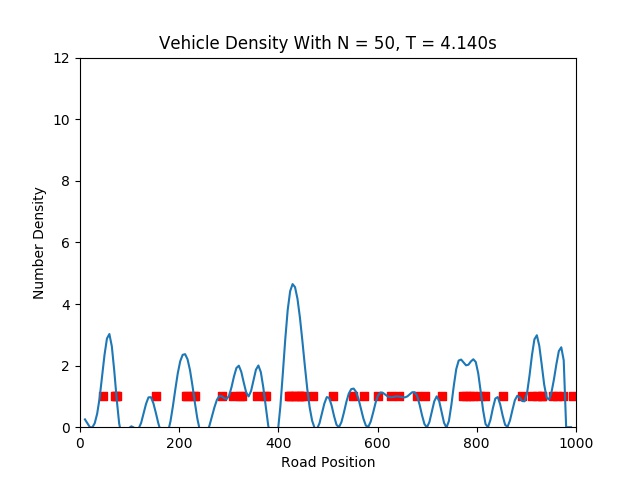 Vehicle Density With N = 50, T = 4.140s
12
10
8
6
4
2
0
Number Density
0 200 400 600 800 1000
Road Position